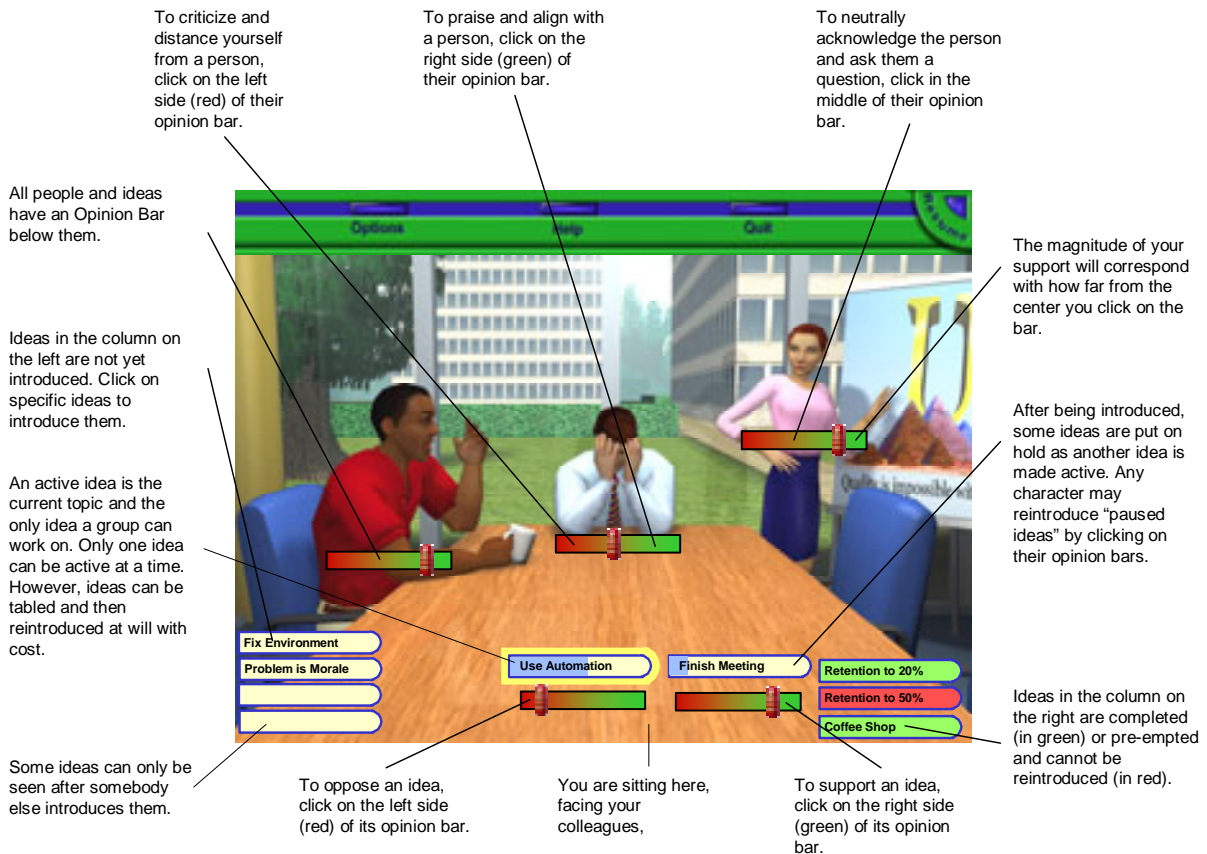 To criticize and
distance yourself
from a person,
click on the left
side (red) of their
opinion bar.
To praise and align with
a person, click on the
right side (green) of
their opinion bar.
To neutrally
acknowledge the person
and ask them a
question, click in the
middle of their opinion
bar.
All people and ideas
have an Opinion Bar
below them.
Ideas in the column on
the left are not yet
introduced. Click on
specific ideas to
introduce them.
An active idea is the
current topic and the
only idea a group can
work on. Only one idea
can be active at a time.
However, ideas can be
tabled and then
reintroduced at will with
cost.
Some ideas can only be
seen after somebody
else introduces them.
Options
Help
Quit
Resume
U
Quality is impossible
Fix Environment
Problem is Morale
Use Automation
Finish Meeting
Retention to 20%
Retention to 50%
Coffee Shop
The magnitude of your
support will correspond
with how far from the
center you click on the
bar.
After being introduced,
some ideas are put on
hold as another idea is
made active. Any
character may
reintroduce “paused
ideas” by clicking on
their opinion bars.
Ideas in the column on
the right are completed
(in green) or pre-empted
and cannot be
reintroduced (in red).
To oppose an idea,
click on the left side
(red) of its opinion bar.
You are sitting here,
facing your
colleagues,
To support an idea,
click on the right side
(green) of its opinion
bar.